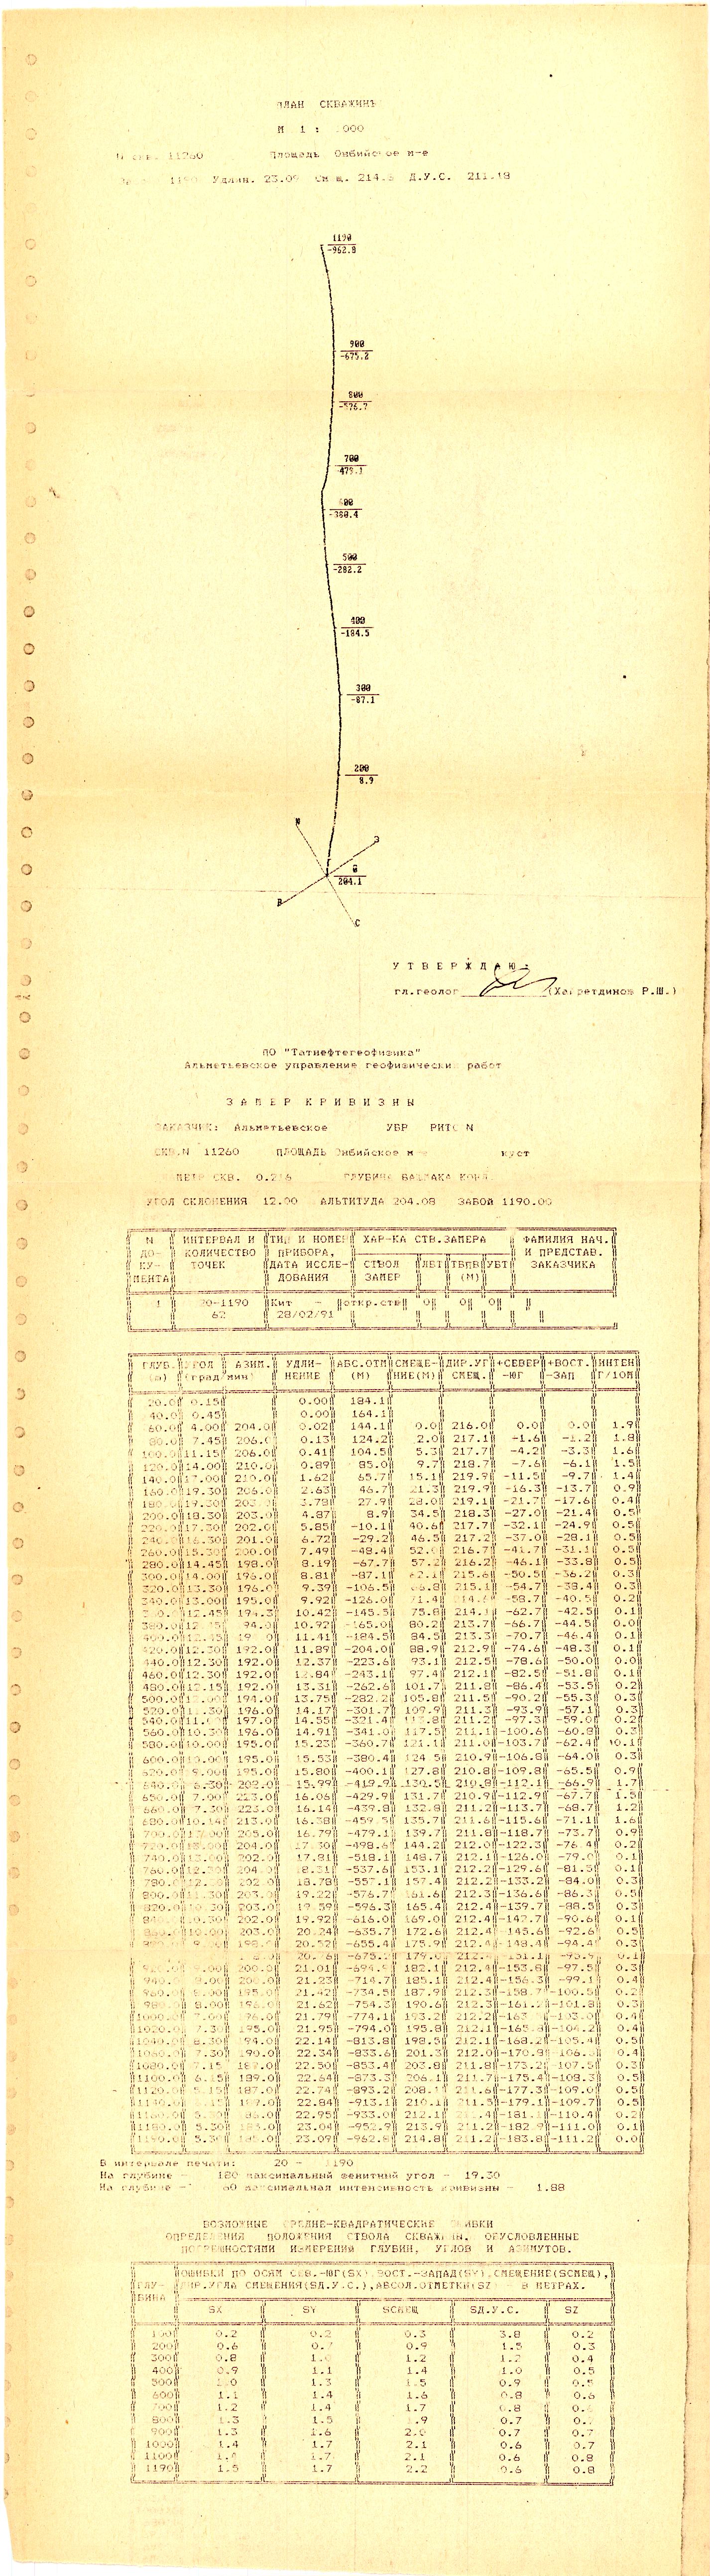 ПЛАН СКВАЖИНЫ
М 1 : 000
скв. 11260 Площадь м-е
1190 Удлин. 23.09 Смещ. 214.8 Д.У.С. 211.18
1190
-962.8
900
-675.2
800
-576.7
700
-479.1
600
-380.4
500
-282.2
400
-184.5
300
-87.1
200
8.9
З
0
204.1
В
С
У Т В Е Р Ж Д А Ю :
гл.геолог (Хазретдинов Р.Ш.)
ПО "Татнефтегеофизика"
Альметьевское управление геофизических работ
З А М Е Р К Р И В И З Н Ы
ЗАКАЗЧИК: Альметьевское УБР РИТС N
СКВ.N 11260 ПЛОЩАДЬ куст
СКВ. 0.216 ГЛУБИНА БАШМАКА
УГОЛ СКЛОНЕНИЯ 12.00 АЛЬТИТУДА 204.08 ЗАБОЙ 1190.00
N ИНТЕРВАЛ И ТИП И НОМЕР ХАР-КА СТВ.ЗАМЕРА ФАМИЛИЯ НАЧ.
ДО- КОЛИЧЕСТВО ПРИБОРА, И ПРЕДСТАВ.
КУ- ТОЧЕК ДАТА ИССЛЕ- СТВОЛ ЛБТ ТБПВ УБТ ЗАКАЗЧИКА
МЕНТА ДОВАНИЯ ЗАМЕР (М)
1 20-1190 Кит - откр.ств 0 0 0
62 28/02/91
ГЛУБ. УГОЛ АЗИМ. УДЛИ- АБС.ОТМ СМЕЩЕ- ДИР.УГ +СЕВЕР +ВОСТ. ИНТЕН
(м) (град/мин) НЕНИЕ (М) НИЕ(М) СМЕЩ. -ЮГ -ЗАП Г/10М
20.0 0.15 0.00 184.1
40.0 0.45 0.00 164.1
60.0 4.00 204.0 0.02 144.1 0.0 216.0 0.0 0.0 1.9
80.0 7.45 206.0 0.13 124.2 2.0 217.1 -1.6 -1.2 1.8
100.0 11.15 206.0 0.41 104.5 5.3 217.7 -4.2 -3.3 1.6
120.0 14.00 210.0 0.89 85.0 9.7 218.7 -7.6 -6.1 1.5
140.0 17.00 210.0 1.62 65.7 15.1 219.9 -11.5 -9.7 1.4
160.0 19.30 206.0 2.63 46.7 21.3 219.9 -16.3 -13.7 0.9
180.0 19.30 203.0 3.78 27.9 28.0 219.1 -21.7 -17.6 0.4
200.0 18.30 203.0 4.87 8.9 34.5 218.3 -27.0 -21.4 0.5
220.0 17.30 202.0 5.85 -10.1 40.6 217.7 -32.1 -24.9 0.5
240.0 16.30 201.0 6.72 -29.2 46.5 217.2 -37.0 -28.1 0.5
260.0 15.30 200.0 7.49 -48.4 52.0 216.7 -41.7 -31.1 0.5
280.0 14.45 198.0 8.19 -67.7 57.2 216.2 -46.1 -33.8 0.5
300.0 14.00 196.0 8.81 -87.1 62.1 215.6 -50.5 -36.2 0.3
320.0 13.30 196.0 9.39 -106.5 66.8 215.1 -54.7 -38.4 0.3
340.0 13.00 195.0 9.92 -126.0 71.4 214.6 -58.7 -40.5 0.2
12.45 194.3 10.42 -145.5 75.8 214.1 -62.7 -42.5 0.1
380.0 10.92 -165.0 80.2 213.7 -66.7 -44.5 0.0
400.0 12.45 11.41 -184.5 84.5 213.3 -70.7 -46.4 0.1
420.0 12.30 192.0 11.89 -204.0 88.9 212.9 -74.6 -48.3 0.1
440.0 12.30 192.0 12.37 -223.6 93.1 212.5 -78.6 -50.0 0.0
460.0 12.30 192.0 12.84 -243.1 97.4 212.1 -82.5 -51.8 0.1
480.0 12.15 192.0 13.31 -262.6 101.7 211.8 -86.4 -53.5 0.2
500.0 12.00 194.0 13.75 -282.2 105.8 211.5 -90.2 -55.3 0.3
520.0 11.30 196.0 14.17 -301.7 109.9 211.3 -93.9 -57.1 0.3
540.0 11.00 197.0 14.55 -321.4 113.8 211.2 -97.3 -59.0 0.2
560.0 10.30 196.0 14.91 -341.0 117.5 211.1 -100.6 -60.8 0.3
580.0 10.00 195.0 15.23 -360.7 121.1 211.0 -103.7 -62.4 0.1
600.0 10.00 195.0 15.53 -380.4 124.5 210.9 -106.8 -64.0 0.3
620.0 9.00 195.0 15.80 -400.1 127.8 210.8 -109.8 -65.5 0.9
640.0 6.30 202.0 15.99 -419.9 130.5 210.8 -112.1 -66.9 1.7
650.0 7.00 223.0 16.06 -429.9 131.7 210.9 -112.9 -67.7 1.5
660.0 7.30 223.0 16.14 -439.8 132.8 211.2 -113.7 -68.7 1.2
680.0 10.14 213.0 16.38 -459.5 135.7 211.6 -115.6 -71.1 1.6
700.0 13.00 205.0 16.79 -479.1 139.7 211.8 -118.7 -73.7 0.9
720.0 13.00 204.0 17.30 -498.6 144.2 212.0 -122.3 -76.4 0.2
740.0 13.00 202.0 17.81 -518.1 148.7 212.1 -126.0 -79.0 0.1
760.0 12.30 204.0 18.31 -537.6 153.1 212.2 -129.6 -81.5 0.1
780.0 12. 202.0 18.78 -557.1 157.4 212.2 -133.2 -84.0 0.3
800.0 11.30 203.0 19.22 -576.7 161.6 212.3 -136.6 -86.3 0.5
820.0 10.30 203.0 19.59 -596.3 165.4 212.4 -139.7 -88.5 0.3
10.30 202.0 19.92 -616.0 169.0 212.4 -142.7 -90.6 0.1
10.00 203.0 20.24 -635.7 172.6 212.4 -145.6 -92.6 0.5
198.0 20.52 -655.4 175.9 212.4 -148.4 -94.4 0.3
20.76 -675.2 179.0 212.4 -151.1 0.1
9.00 200.0 21.01 -694.9 182.1 212.4 -153.8 -97.5 0.3
940.0 9.00 200.0 21.23 -714.7 185.1 212.4 -156.3 -99.1 0.4
960.0 8.00 195.0 21.42 -734.5 187.9 212.3 -158.7 -100.5 0.2
980.0 8.00 196.0 21.62 -754.3 190.6 212.3 -161.2 -101.8 0.3
1000.0 7.00 196.0 21.79 -774.1 193.2 212.2 -163 -103.0 0.4
1020.0 7.30 195.0 21.95 -794.0 195.8 212.1 -165.8 -104.2 0.4
1040.0 8.30 194.0 22.14 -813.8 198.5 212.1 -168.2 -105.4 0.5
1060.0 7.30 190.0 22.34 -833.6 201.3 212.0 -170.9 -106. 0.4
1080.0 7.15 189.0 22.50 -853.4 203.8 211.8 -173.2 -107.5 0.3
1100.0 6.15 189.0 22.64 -873.3 206.1 211.7 -175.4 -108.3 0.5
1120.0 5.15 187.0 22.74 -893.2 208.1 211.6 -177.3 -109.0 0.5
1140.0 187.0 22.84 -913.1 210.1 211.5 -179.1 -109.7 0.5
1160.0 22.95 -933.0 212.1 211.4 -181.1 -110.4 0.2
1180.0 5.30 23.04 -952.9 213.9 211.2 -182.9 -111.0 0.1
1190.0 5.30 185.0 23.09 -962.8 214.8 211.2 -183.8 -111.2 0.0
В интервале печати: 20 - 1190
На глубине - 180 максимальный зенитный угол - 19.30
На глубине - 60 максимальная интенсивность кривизны - 1.88
ВОЗМОЖНЫЕ СРЕДНЕ-КВАДРАТИЧЕСКИЕ ОШИБКИ
ОПРЕДЕЛЕНИЯ ПОЛОЖЕНИЯ СТВОЛА СКВАЖИНЫ, ОБУСЛОВЛЕННЫЕ
ПОГРЕШНОСТЯМИ ИЗМЕРЕНИЯ ГЛУБИН, УГЛОВ И АЗИМУТОВ.
ОШИБКИ ПО ОСЯМ СЕВ.-ЮГ(SX),ВОСТ.-ЗАПАД(SY),СМЕЩЕНИЕ(SСМЕЩ),
ГЛУ- ДИР.УГЛА СМЕЩЕНИЯ(SД.У.С.),АБСОЛ.ОТМЕТКИ(SZ) - В МЕТРАХ.
БИНА
SX SY SСМЕЩ SД.У.С. SZ
100 0.2 0.2 0.3 3.8 0.2
200 0.6 0.7 0.9 1.5 0.3
300 0.8 1.0 1.2 1.2 0.4
400 0.9 1.1 1.4 1.0 0.5
500 1.0 1.3 1.5 0.9 0.5
600 1.1 1.4 1.6 0.8 0.6
700 1.2 1.4 1.7 0.8 0.
800 1.3 1.5 .9 0.7 0.
900 1.3 1.6 2.0 0.7 0.7
1000 1.4 1.7 2.1 0.6 0.7
1100 1.4 1.7 2.1 0.6 0.8
1190 1.5 1.7 2.2 0.6 0.8